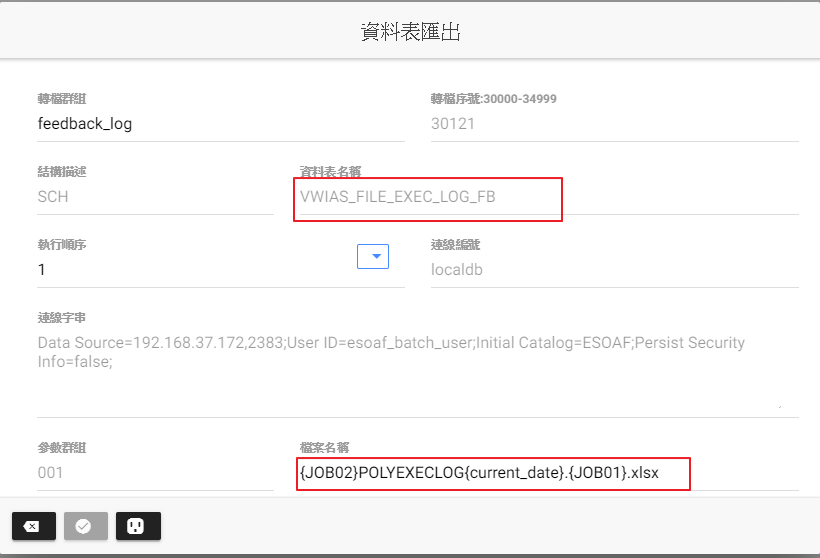 資料表匯出
轉檔群組
轉檔序號:30000-34999
feedback_log
30121
結構描述
資料表名稱
SCH
VWIAS_FILE_EXEC_LOG_FB
執行順序
連線編號
1
localdb
連線字串
Data Source=192.168.37.172,2383;User ID=esoaf_batch_user;Initial Catalog=ESOAF;Persist Security
Info=false;
參數群組
檔案名稱
001
{JOB02}POLYEXECLOG{current_date}.{JOB01}.xlsx